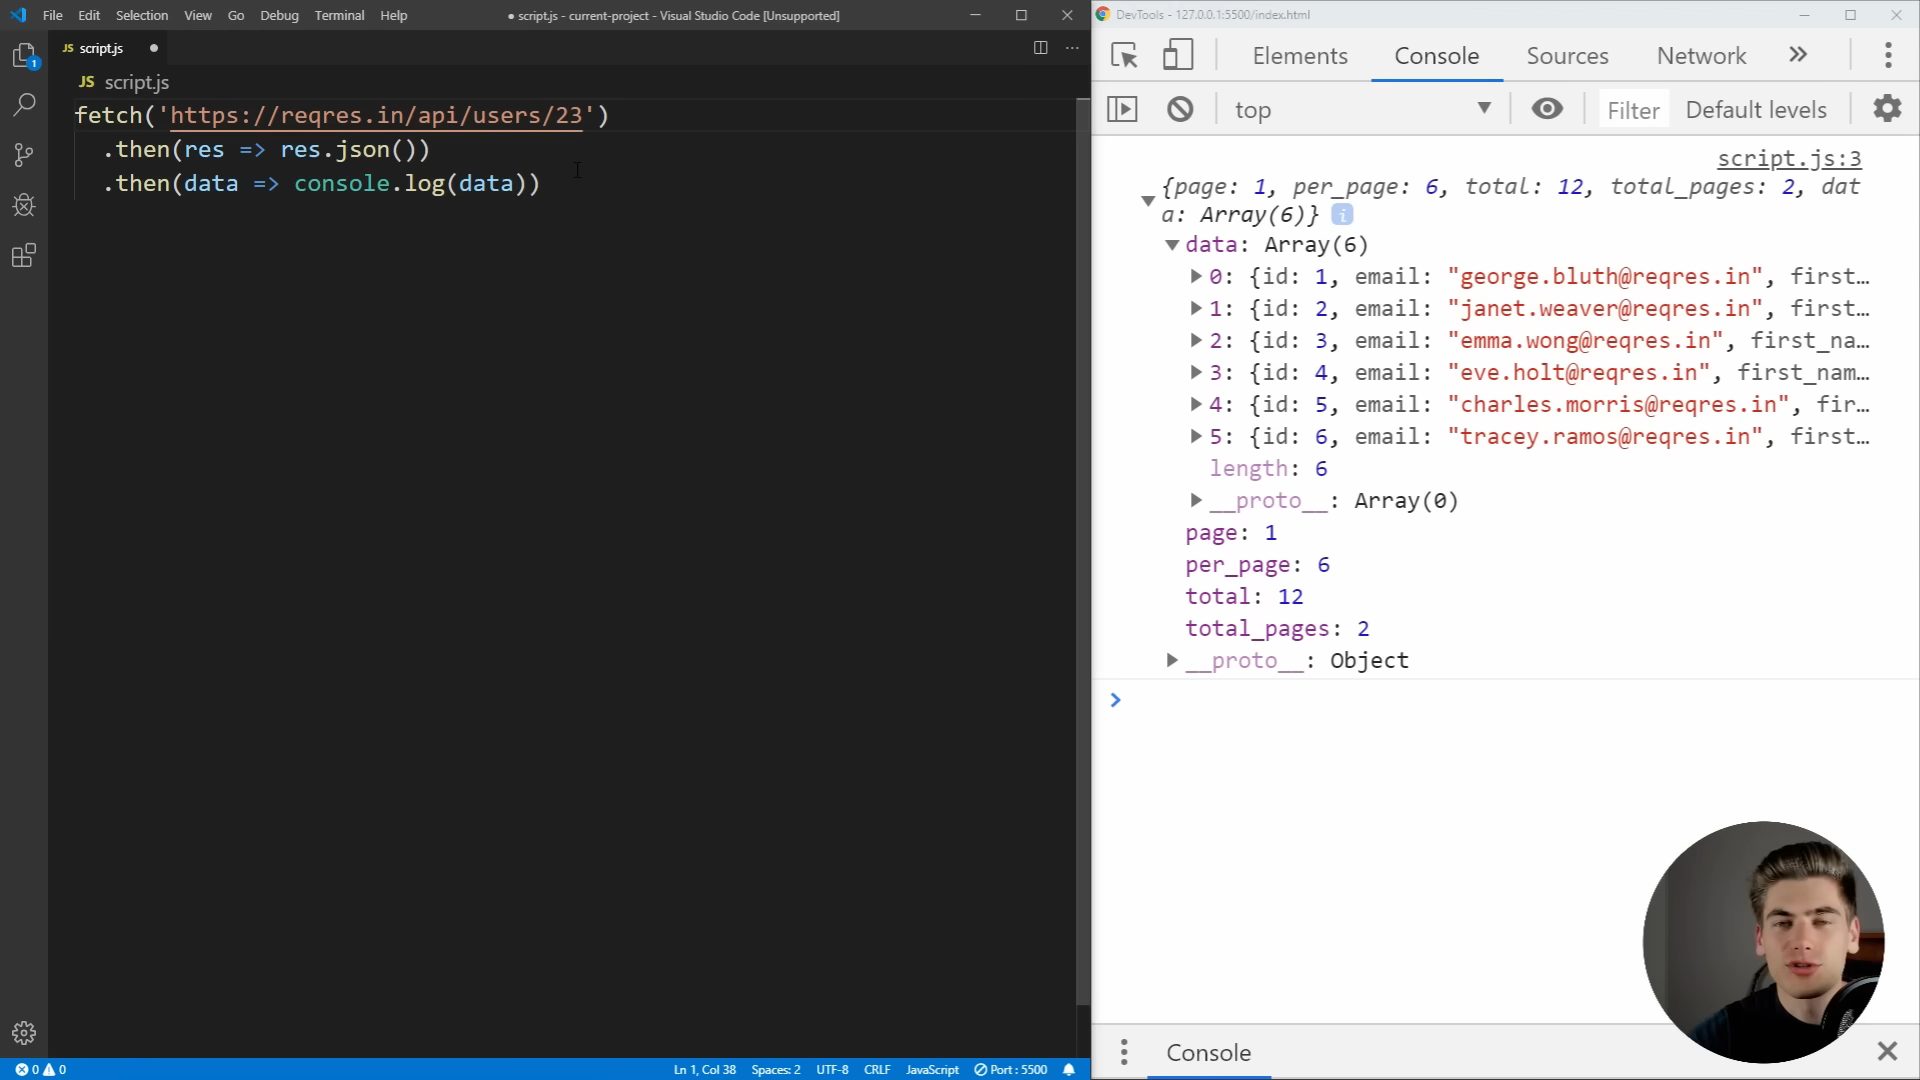 File Edit Selection View Go Debug Terminal Help ● script.js - current-project - Visual Studio Code [Unsupported]
JS script.js ●
1
JS script.js
fetch('https://reqres.in/api/users/23')
.then(res => res.json())
.then(data => console.log(data))
0 0 Ln 1, Col 38 Spaces: 2 UTF-8 CRLF JavaScript Port : 5500
DevTools - 127.0.0.1:5500/index.html
Elements Console Sources Network »
top Filter Default levels
script.js:3
{page: 1, per_page: 6, total: 12, total_pages: 2, dat
a: Array(6)} i
data: Array(6)
0: {id: 1, email: "george.bluth@reqres.in", first…
1: {id: 2, email: "janet.weaver@reqres.in", first…
2: {id: 3, email: "emma.wong@reqres.in", first_na…
3: {id: 4, email: "eve.holt@reqres.in", first_nam…
4: {id: 5, email: "charles.morris@reqres.in", fir…
5: {id: 6, email: "tracey.ramos@reqres.in", first…
length: 6
__proto__: Array(0)
page: 1
per_page: 6
total: 12
total_pages: 2
__proto__: Object
Console